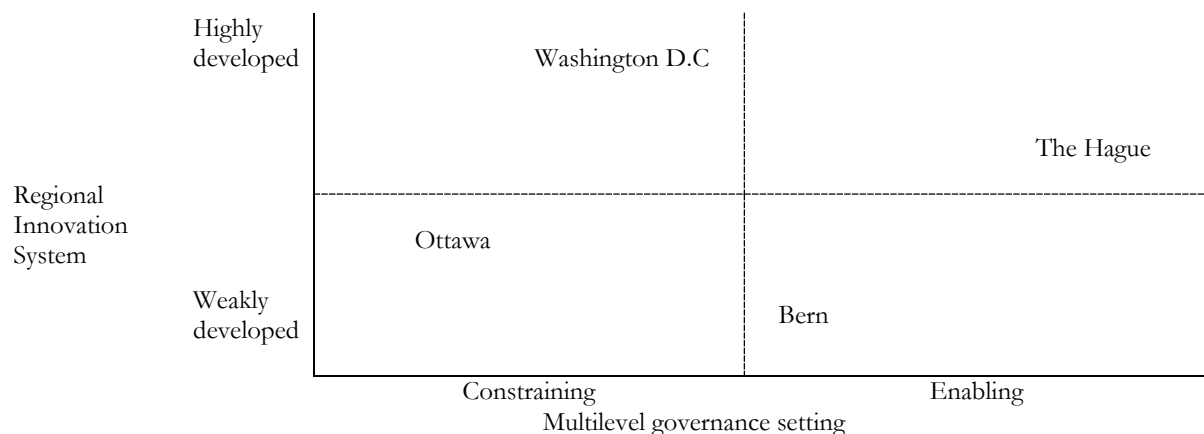 Highly
developed
Washington D.C
The Hague
Regional
Innovation
System
Ottawa
Weakly
developed
Bern
Constraining
Enabling
Multilevel governance setting